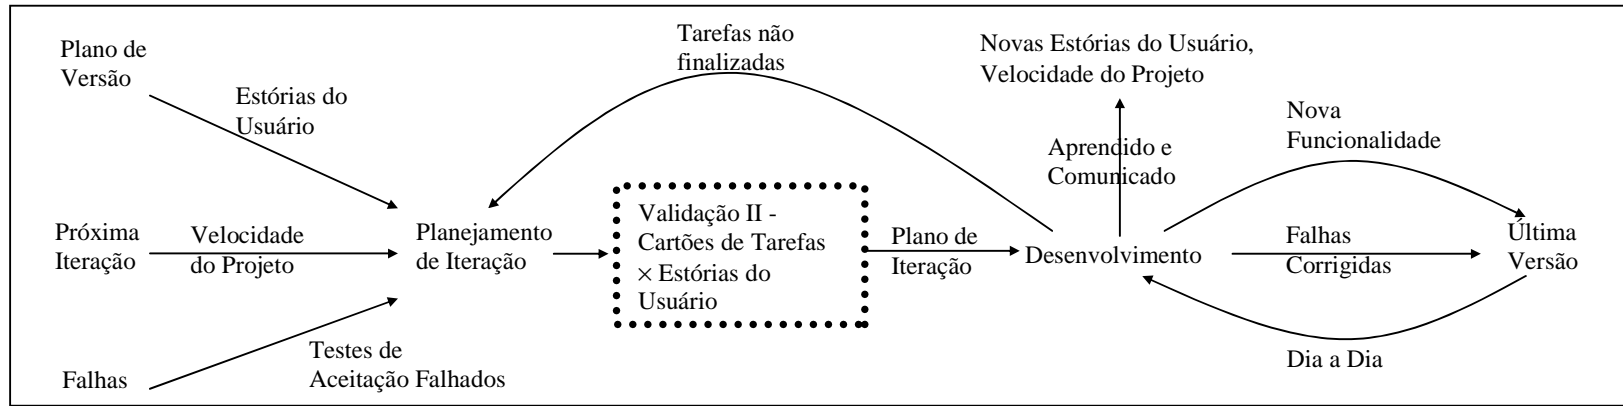 Plano de
Versão
Estórias do
Usuário
Próxima
Iteração
Velocidade
do Projeto
Falhas
Testes de
Aceitação Falhados
Planejamento
de Iteração
Tarefas não
finalizadas
Validação II -
Cartões de Tarefas
× Estórias do
Usuário
Plano de
Iteração
Desenvolvimento
Novas Estórias do Usuário,
Velocidade do Projeto
Aprendido e
Comunicado
Nova
Funcionalidade
Falhas
Corrigidas
Última
Versão
Dia a Dia